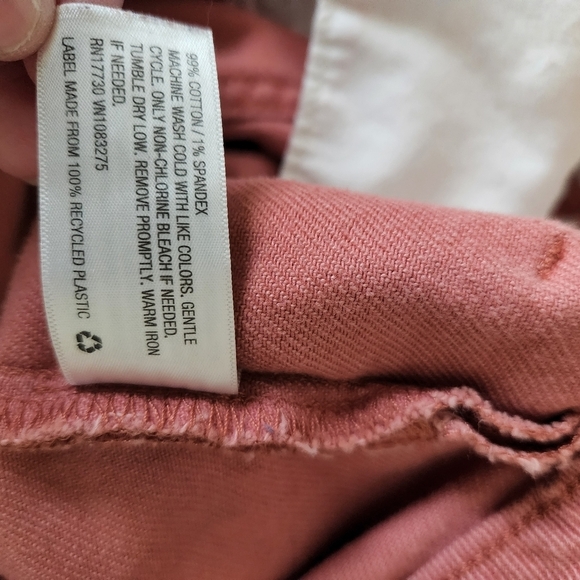 99% COTTON / 1% SPANDEX
MACHINE WASH COLD WITH LIKE COLORS, GENTLE
CYCLE. ONLY NON-CHLORINE BLEACH IF NEEDED.
TUMBLE DRY LOW. REMOVE PROMPTLY. WARM IRON
IF NEEDED.
RN17730 VN1083275
LABEL MADE FROM 100% RECYCLED PLASTIC